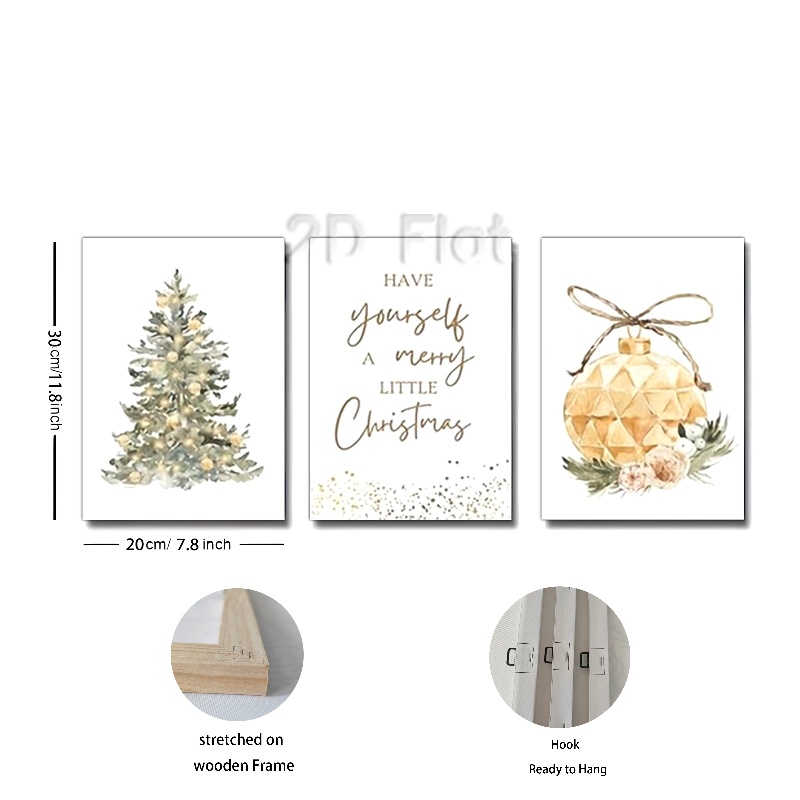 2D Flat
HAVE
yourself
A merry
LITTLE
Christmas
30cm/11.8inch
20cm/ 7.8 inch
stretched on
wooden Frame
Hook
Ready to Hang